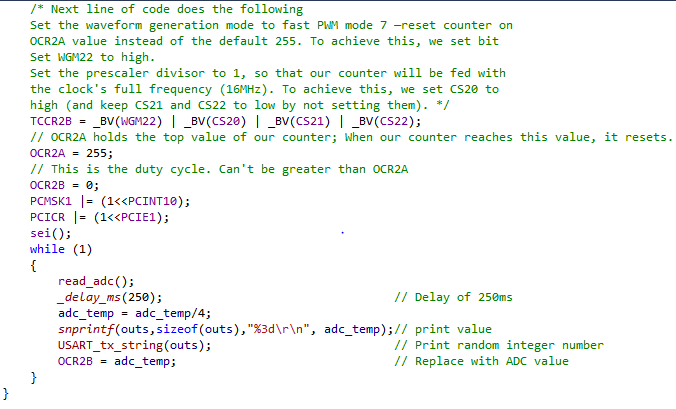 /* Next line of code does the following
Set the waveform generation mode to fast PWM mode 7 —reset counter on
OCR2A value instead of the default 255. To achieve this, we set bit
Set WGM22 to high.
Set the prescaler divisor to 1, so that our counter will be fed with
the clock's full frequency (16MHz). To achieve this, we set CS20 to
high (and keep CS21 and CS22 to low by not setting them). */
TCCR2B = _BV(WGM22) | _BV(CS20) | _BV(CS21) | _BV(CS22);
// OCR2A holds the top value of our counter; When our counter reaches this value, it resets.
OCR2A = 255;
// This is the duty cycle. Can't be greater than OCR2A
OCR2B = 0;
PCMSK1 |= (1<<PCINT10);
PCICR |= (1<<PCIE1);
sei();
while (1)
{
read_adc();
_delay_ms(250); // Delay of 250ms
adc_temp = adc_temp/4;
snprintf(outs,sizeof(outs),"%3d\r\n", adc_temp);// print value
USART_tx_string(outs); // Print random integer number
OCR2B = adc_temp; // Replace with ADC value
}
}